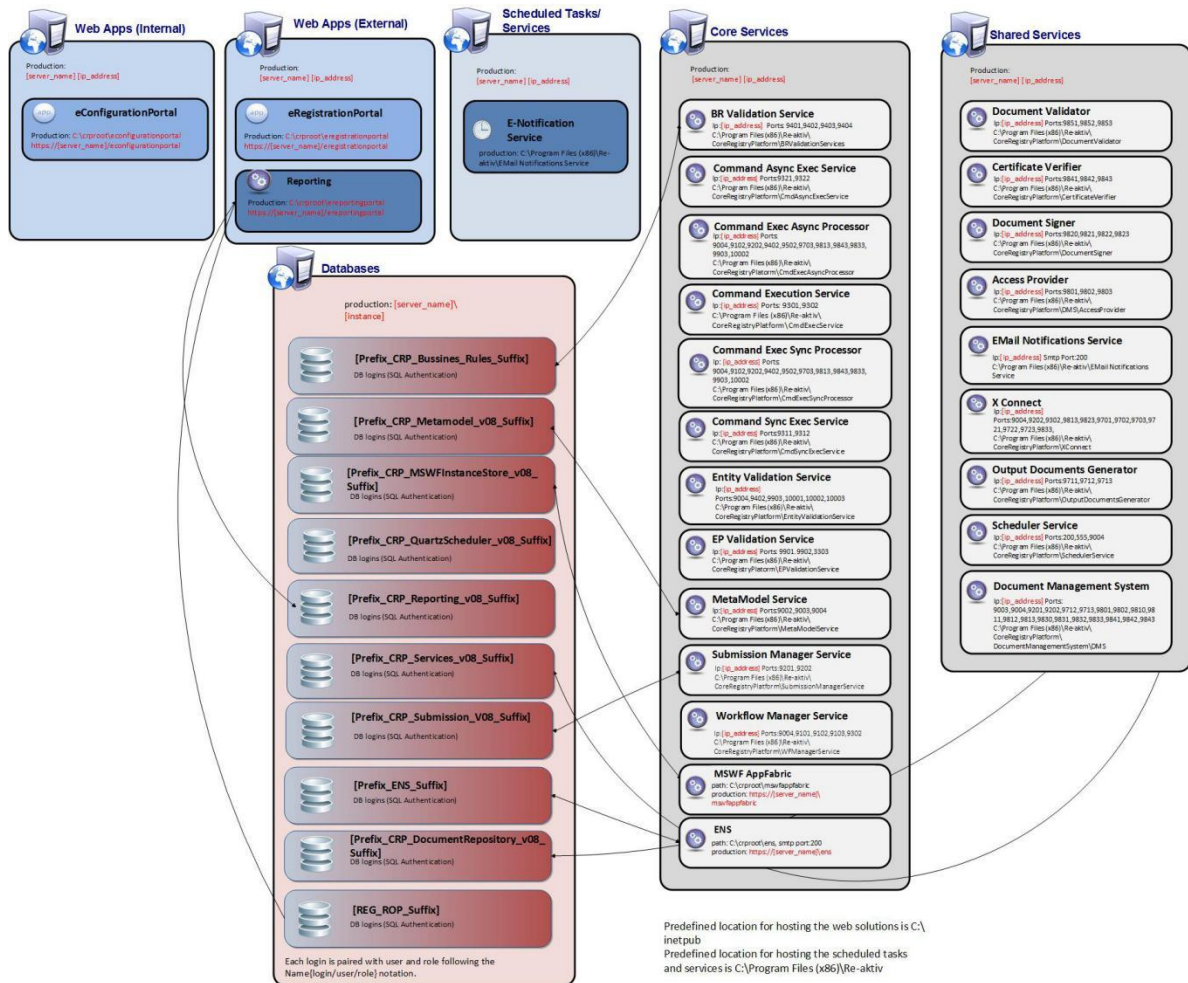 Web Apps (Internal)
Production:
[server_name] [ip_address]
eConfigurationPortal
Production: C:\crproot\econfigurationportal
https://[server_name]/econfigurationportal
Web Apps (External)
Production:
[server_name] [ip_address]
eRegistrationPortal
Production: C:\crproot\eregistrationportal
https://[server_name]/eregistrationportal
Reporting
Production: C:\crproot\ereportingportal
https://[server_name]/ereportingportal
Scheduled Tasks/
Services
Production:
[server_name] [ip_address]
E-Notification
Service
production: C:\Program Files (x86)\Re-
aktiv\EMail Notifications Service
Databases
production: [server_name]\
[instance]
[Prefix_CRP_Bussines_Rules_Suffix]
DB logins (SQL Authentication)
[Prefix_CRP_Metamodel_v08_Suffix]
DB logins (SQL Authentication)
[Prefix_CRP_MSWFInstanceStore_v08_
Suffix]
DB logins (SQL Authentication)
[Prefix_CRP_QuartzScheduler_v08_Suffix]
DB logins (SQL Authentication)
[Prefix_CRP_Reporting_v08_Suffix]
DB logins (SQL Authentication)
[Prefix_CRP_Services_v08_Suffix]
DB logins (SQL Authentication)
[Prefix_CRP_Submission_V08_Suffix]
DB logins (SQL Authentication)
[Prefix_ENS_Suffix]
DB logins (SQL Authentication)
[Prefix_CRP_DocumentRepository_v08_
Suffix]
DB logins (SQL Authentication)
[REG_ROP_Suffix]
DB logins (SQL Authentication)
Each login is paired with user and role following the
Name{login/user/role} notation.
Core Services
Production:
[server_name] [ip_address]
BR Validation Service
Ip:[ip_address] Ports: 9401,9402,9403,9404
C:\Program Files (x86)\Re-aktiv\
CoreRegistryPlatform\BRValidationServices
Command Async Exec Service
Ip:[ip_address] Ports:9321,9322
C:\Program Files (x86)\Re-aktiv\
CoreRegistryPlatform\CmdAsyncExecService
Command Exec Async Processor
Ip:[ip_address] Ports:
9004,9102,9202,9402,9502,9703,9813,9843,9833,
9903,10002
C:\Program Files (x86)\Re-aktiv\
CoreRegistryPlatorm\CmdExecAsyncProcessor
Command Execution Service
Ip:[ip_address] Ports: 9301,9302
C:\Program Files (x86)\Re-aktiv\
CoreRegistryPlatform\CmdExecService
Command Exec Sync Processor
Ip: [ip_address] Ports:
9004,9102,9202,9402,9502,9703,9813,9843,9833,
9903,10002
C:\Program Files (x86)\Re-aktiv\
CoreRegistryPlatform\CmdExecSyncProcessor
Command Sync Exec Service
Ip:[ip_address] Ports:9311,9312
C:\Program Files (x86)\Re-aktiv\
CoreRegistryPlatform\CmdSyncExecService
Entity Validation Service
Ip:[ip_address]
Ports:9004,9402,9903,10001,10002,10003
C:\Program Files (x86)\Re-aktiv\
CoreRegistryPlatform\EntityValidationService
EP Validation Service
Ip:[ip_address] Ports: 9901,9902,3303
C:\Program Files (x86)\Re-aktiv\
CoreRegistryPlatorm\EPValidationService
MetaModel Service
Ip:[ip_address] Ports:9002,9003,9004
C:\Program Files (x86)\Re-aktiv\
CoreRegistryPlatform\MetaModelService
Submission Manager Service
Ip:[ip_address] Ports:9201,9202
C:\Program Files (x86)\Re-aktiv\
CoreRegistryPlatform\SubmissionManagerService
Workflow Manager Service
Ip:[ip_address] Ports:9004,9101,9102,9103,9302
C:\Program Files (x86)\Re-aktiv\
CoreRegistryPlatform\WFManagerService
MSWF AppFabric
path: C:\crproot\mswfappfabric
production: https://[server_name]\
mswfappfabric
ENS
path: C:\crproot\ens, smtp port:200
production: https://[server_name]\ens
Predefined location for hosting the web solutions is C:\
inetpub
Predefined location for hosting the scheduled tasks
and services is C:\Program Files (x86)\Re-aktiv
Shared Services
Production:
[server_name] [ip_address]
Document Validator
Ip:[ip_address] Ports:9851,9852,9853
C:\Program Files (x86)\Re-aktiv\
CoreRegistryPlatform\DocumentValidator
Certificate Verifier
Ip:[ip_address] Ports:9841,9842,9843
C:\Program Files (x86)\Re-aktiv\
CoreRegistryPlatform\CertificateVerifier
Document Signer
Ip:[ip_address] Ports:9820,9821,9822,9823
C:\Program Files (x86)\Re-aktiv\
CoreRegistryPlatform\DocumentSigner
Access Provider
Ip:[ip_address] Ports:9801,9802,9803
C:\Program Files (x86)\Re-aktiv\
CoreRegistryPlatform\DMS\AccessProvider
EMail Notifications Service
Ip: [ip_address] Smtp Port:200
C:\Program Files (x86)\Re-aktiv\EMail Notifications
Service
X Connect
Ip:[ip_address]
Ports:9004,9202,9302,9813,9823,9701,9702,9703,97
21,9722,9723,9833,
C:\Program Files (x86)\Re-aktiv\
CoreRegistryPlatform\XConnect
Output Documents Generator
Ip:[ip_address] Ports:9711,9712,9713
C:\Program Files (x86)\Re-aktiv\
CoreRegistryPlatform\OutputDocumentsGenerator
Scheduler Service
Ip:[ip_address] Ports:200,555,9004
C:\Program Files (x86)\Re-aktiv\
CoreRegistryPlatform\SchedulerService
Document Management System
Ip:[ip_address] Ports:
9003,9004,9201,9202,9712,9713,9801,9802,9810,98
11,9812,9813,9830,9831,9832,9833,9841,9842,9843
C:\Program Files (x86)\Re-aktiv\
CoreRegistryPlatform\
DocumentManagementSystem\DMS